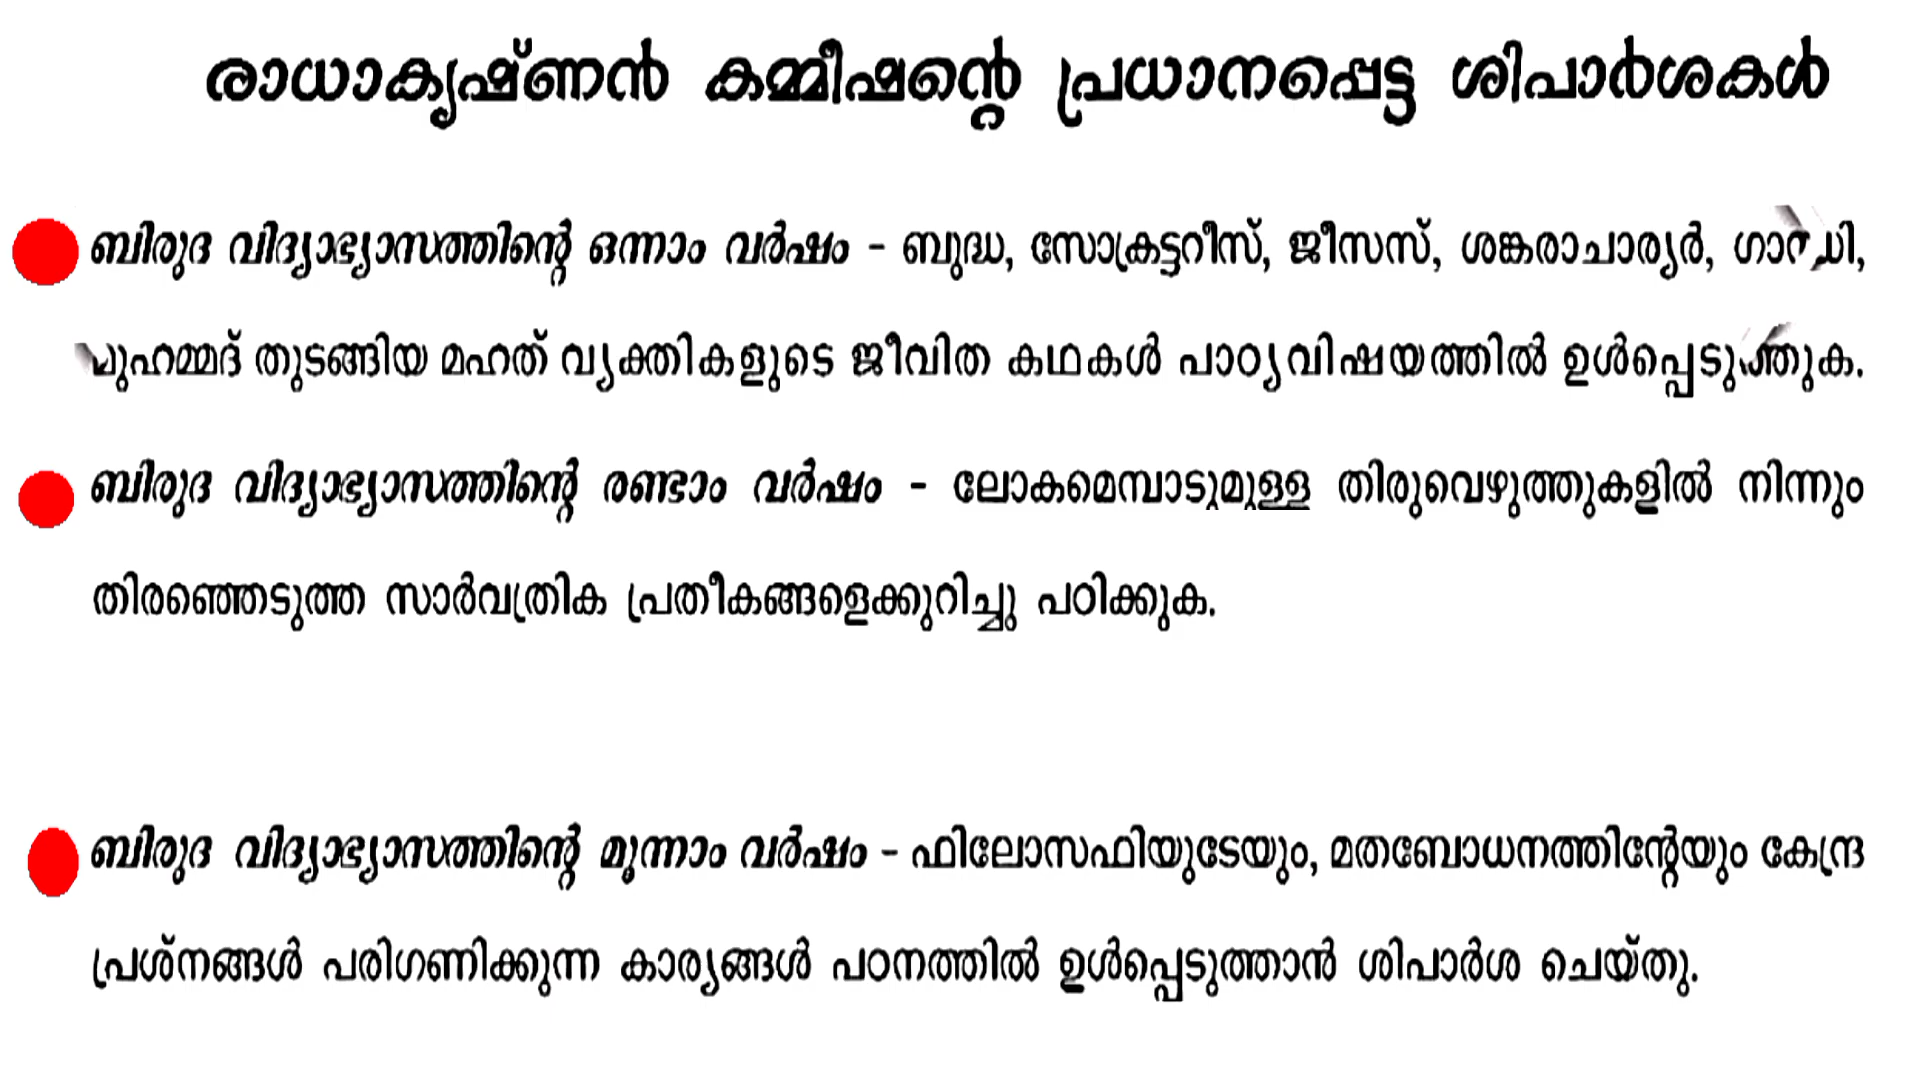 രാധാകൃഷ്ണൻ കമ്മീഷന്റെ പ്രധാനപ്പെട്ട ശിപാർശകൾ
ബിരുദ വിദ്യാഭ്യാസത്തിന്റെ ഒന്നാം വർഷം - ബുദ്ധ, സോക്രട്ടറീസ്, ജീസസ്, ശങ്കരാചാര്യർ, ഗാന്ധി,
മുഹമ്മദ് തുടങ്ങിയ മഹത് വ്യക്തികളുടെ ജീവിത കഥകൾ പാഠ്യവിഷയത്തിൽ ഉൾപ്പെടുത്തുക.
ബിരുദ വിദ്യാഭ്യാസത്തിന്റെ രണ്ടാം വർഷം - ലോകമെമ്പാടുമുള്ള തിരുവെഴുത്തുകളിൽ നിന്നും
തിരഞ്ഞെടുത്ത സാർവത്രിക പ്രതീകങ്ങളെക്കുറിച്ചു പഠിക്കുക.
ബിരുദ വിദ്യാഭ്യാസത്തിന്റെ മൂന്നാം വർഷം - ഫിലോസഫിയുടേയും, മതബോധനത്തിന്റേയും കേന്ദ്ര
പ്രശ്നങ്ങൾ പരിഗണിക്കുന്ന കാര്യങ്ങൾ പഠനത്തിൽ ഉൾപ്പെടുത്താൻ ശിപാർശ ചെയ്തു.